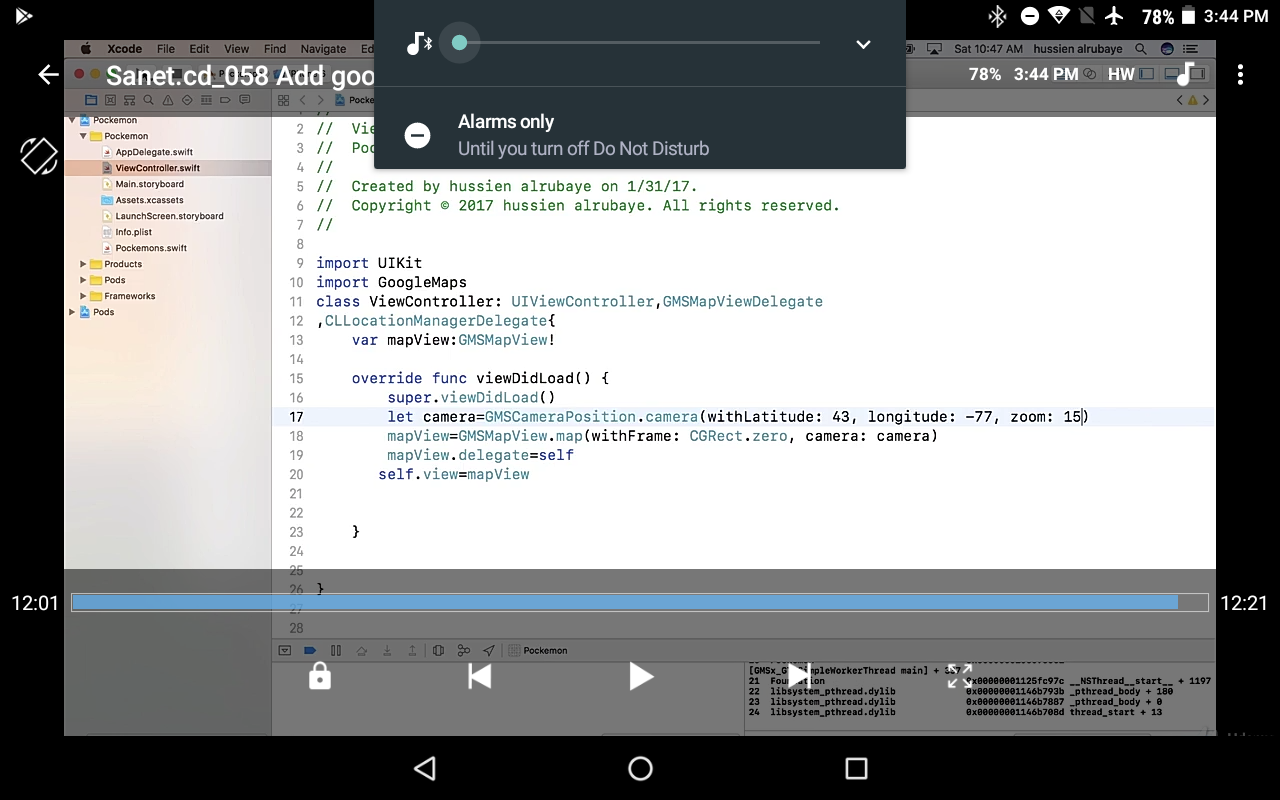 78% 3:44 PM
Xcode File Edit View Find Navigate Ed
Sat 10:47 AM hussien alrubaye
Sanet.cd_058 Add goo
78% 3:44 PM HW
Alarms only
Until you turn off Do Not Disturb
Pocke
Pockemon
Pockemon
AppDelegate.swift
ViewController.swift
Main.storyboard
Assets.xcassets
LaunchScreen.storyboard
Info.plist
Pockemons.swift
Products
Pods
Frameworks
Pods
2 // Vie
3 // Poc
4 //
5 // Created by hussien alrubaye on 1/31/17.
6 // Copyright © 2017 hussien alrubaye. All rights reserved.
7 //
8
9 import UIKit
10 import GoogleMaps
11 class ViewController: UIViewController,GMSMapViewDelegate
12 ,CLLocationManagerDelegate{
13 var mapView:GMSMapView!
14
15 override func viewDidLoad() {
16 super.viewDidLoad()
17 let camera=GMSCameraPosition.camera(withLatitude: 43, longitude: -77, zoom: 15)
18 mapView=GMSMapView.map(withFrame: CGRect.zero, camera: camera)
19 mapView.delegate=self
20 self.view=mapView
21
22
23 }
24
25
26 }
27
28
12:01
12:21
Pockemon
[GMSx_G SimpleWorkerThread main] +
21 Foundation 0x00000001125fc97c __NSThread__start__ + 1197
22 libsystem_pthread.dylib 0x00000001146b793b _pthread_body + 180
23 libsystem_pthread.dylib 0x00000001146b7887 _pthread_body + 0
24 libsystem_pthread.dylib 0x00000001146b708d thread_start + 13